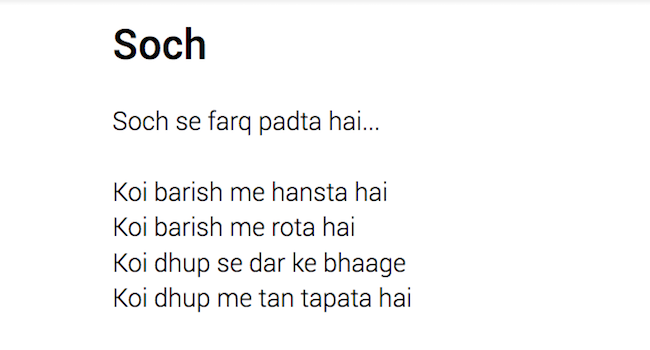 Soch
Soch se farq padta hai...
Koi barish me hansta hai
Koi barish me rota hai
Koi dhup se dar ke bhaage
Koi dhup me tan tapata hai